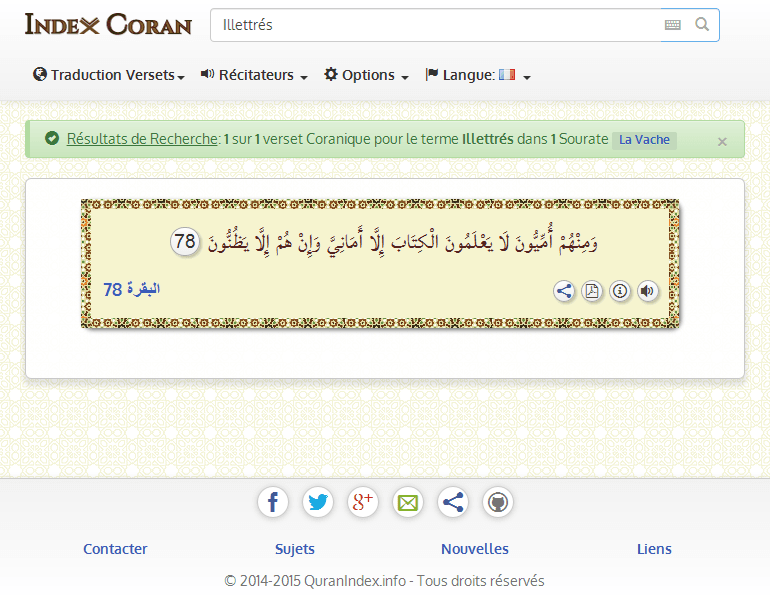 Index Coran
Illettrés
Traduction Versets Récitateurs Options Langue:
Résultats de Recherche: 1 sur 1 verset Coranique pour le terme Illettrés dans 1 Sourate La Vache ×
وَمِنْهُمْ أُمِّيُّونَ لَا يَعْلَمُونَ الْكِتَابَ إِلَّا أَمَانِيَّ وَإِنْ هُمْ إِلَّا يَظُنُّونَ 78
البقرة 78
Contacter Sujets Nouvelles Liens
© 2014-2015 QuranIndex.info - Tous droits réservés